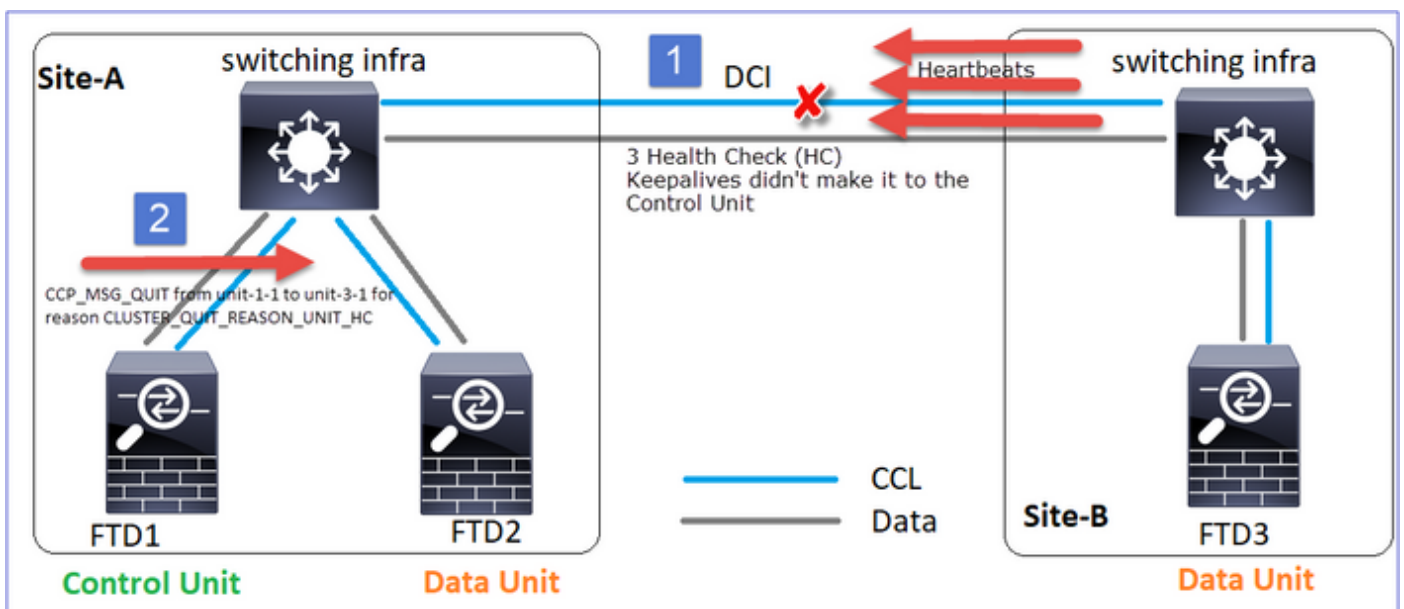 Site-A
switching infra
1
DCI
Heartbeats
switching infra
3 Health Check (HC)
Keepalives didn't make it to the
Control Unit
2
CCP_MSG_QUIT from unit-1-1 to unit-3-1 for
reason CLUSTER_QUIT_REASON_UNIT_HC
CCL
Data
FTD1
FTD2
Site-B
FTD3
Control Unit
Data Unit
Data Unit